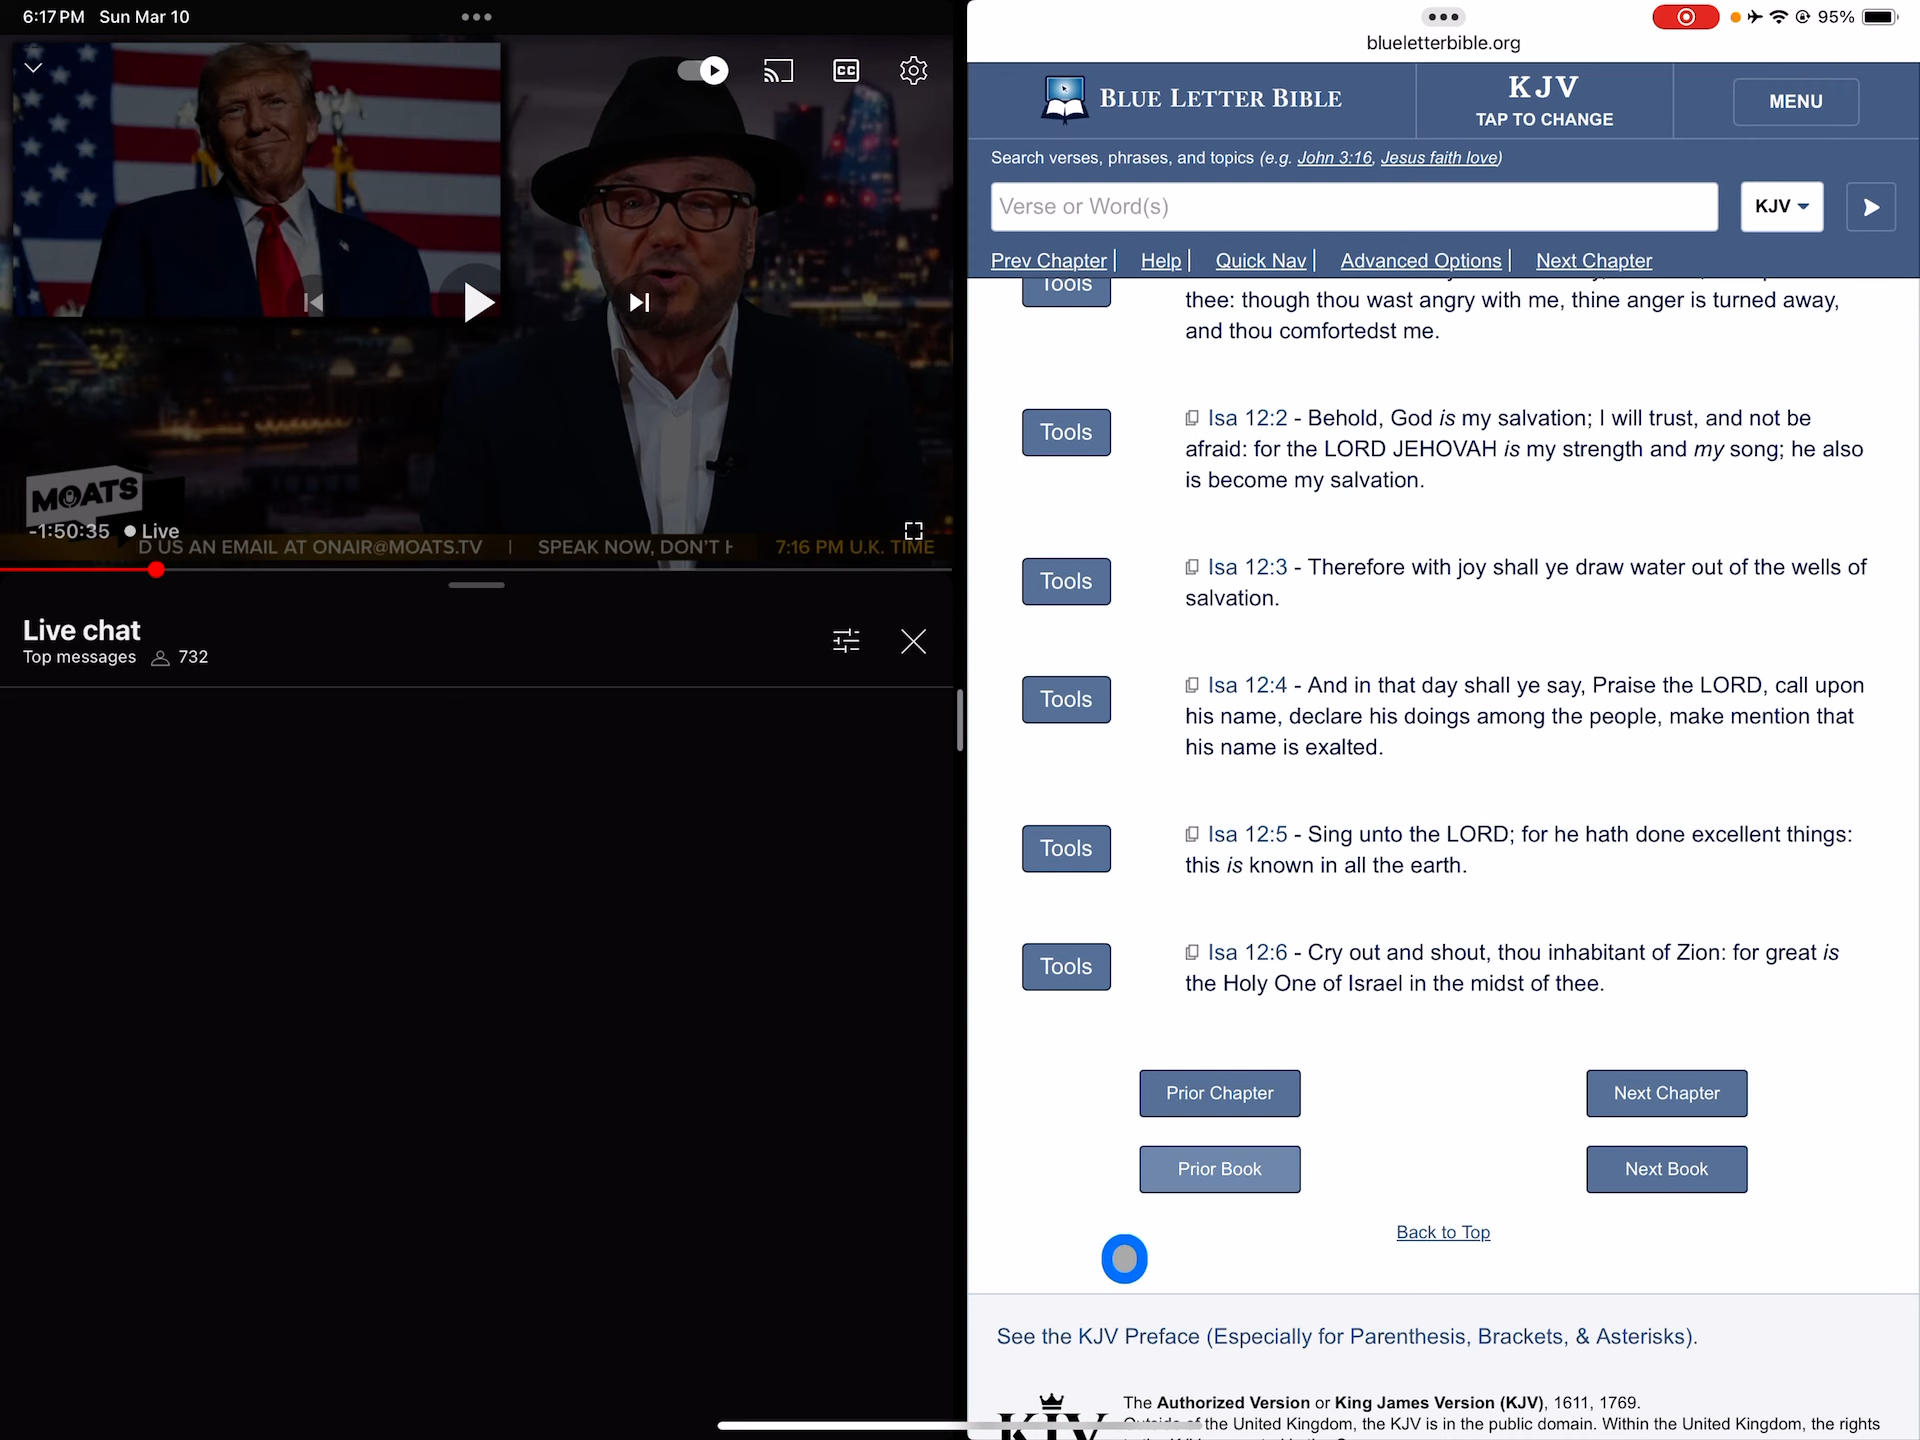 6:17 PM Sun Mar 10
CC
MOATS
-1:50:35 Live
D US AN EMAIL AT ONAIR@MOATS.TV | SPEAK NOW, DON'T 7:16 PM U.K. TIME
Live chat
Top messages 732
95%
blueletterbible.org
BLUE LETTER BIBLE
KJV
TAP TO CHANGE
MENU
Search verses, phrases, and topics (e.g. John 3:16, Jesus faith love)
Verse or Word(s)
KJV
Prev Chapter | Help | Quick Nav | Advanced Options | Next Chapter
Tools
thee: though thou wast angry with me, thine anger is turned away,
and thou comfortedst me.
Tools
Isa 12:2 - Behold, God is my salvation; I will trust, and not be
afraid: for the LORD JEHOVAH is my strength and my song; he also
is become my salvation.
Tools
Isa 12:3 - Therefore with joy shall ye draw water out of the wells of
salvation.
Tools
Isa 12:4 - And in that day shall ye say, Praise the LORD, call upon
his name, declare his doings among the people, make mention that
his name is exalted.
Tools
Isa 12:5 - Sing unto the LORD; for he hath done excellent things:
this is known in all the earth.
Tools
Isa 12:6 - Cry out and shout, thou inhabitant of Zion: for great is
the Holy One of Israel in the midst of thee.
Prior Chapter
Next Chapter
Prior Book
Next Book
Back to Top
See the KJV Preface (Especially for Parenthesis, Brackets, & Asterisks).
KJV
The Authorized Version or King James Version (KJV), 1611, 1769.
Outside of the United Kingdom, the KJV is in the public domain. Within the United Kingdom, the rights